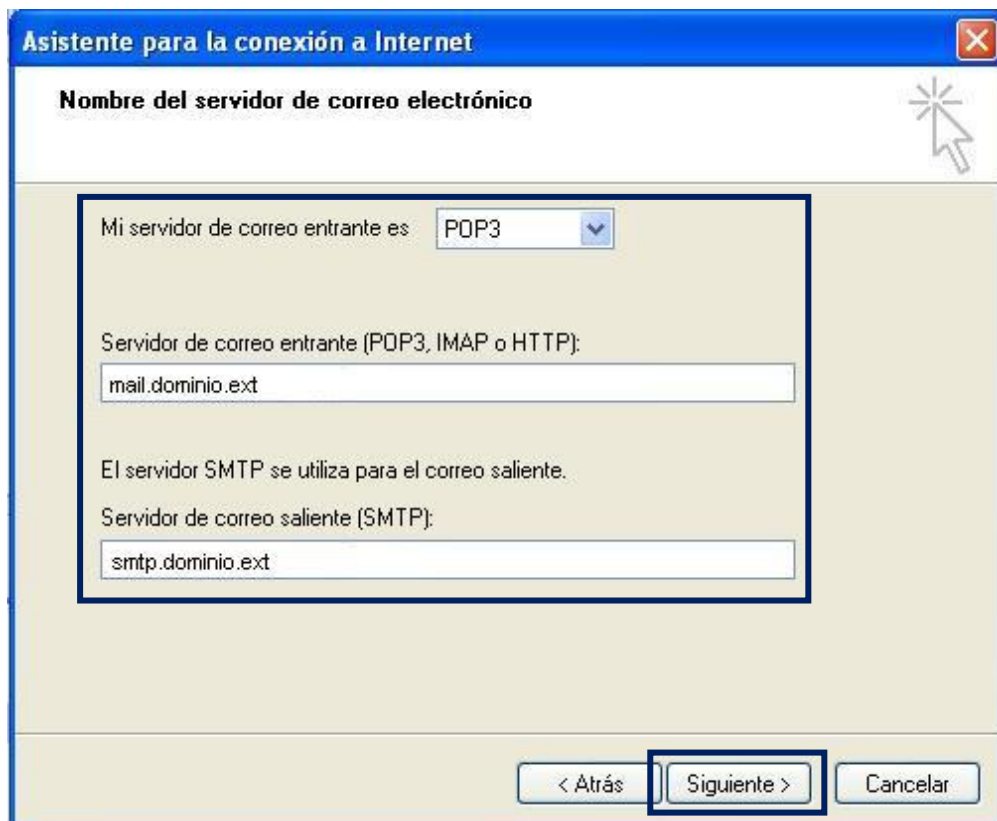 Asistente para la conexión a Internet
Nombre del servidor de correo electrónico
Mi servidor de correo entrante es POP3
Servidor de correo entrante (POP3, IMAP o HTTP):
mail.dominio.ext
El servidor SMTP se utiliza para el correo saliente.
Servidor de correo saliente (SMTP):
smtp.dominio.ext
< Atrás Siguiente > Cancelar